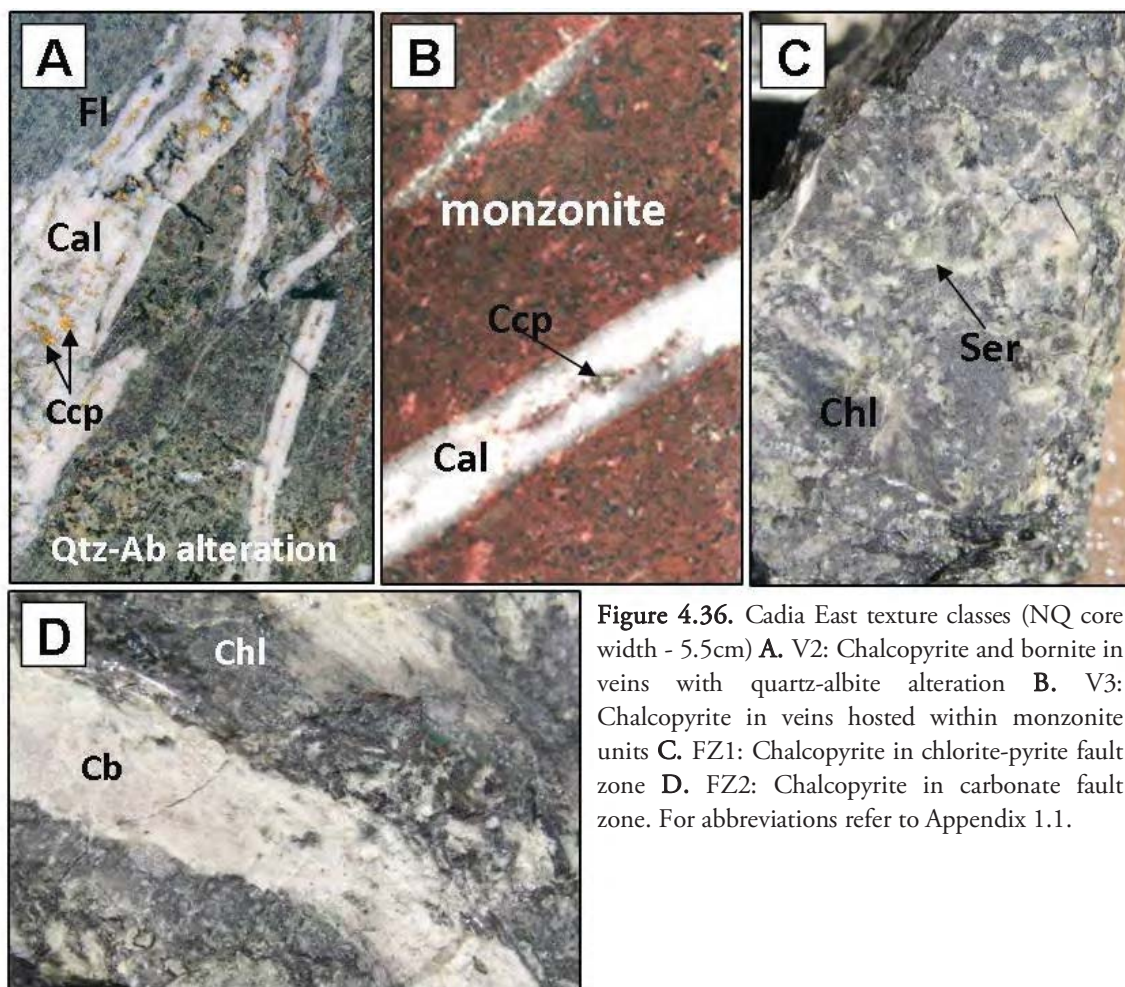 A
Fl
Cal
Ccp
Qtz-Ab alteration
B
monzonite
Ccp
Cal
C
Ser
Chl
D
Chl
Cb
Figure 4.36. Cadia East texture classes (NQ core
width - 5.5cm) A. V2: Chalcopyrite and bornite in
veins with quartz-albite alteration B. V3:
Chalcopyrite in veins hosted within monzonite
units C. FZ1: Chalcopyrite in chlorite-pyrite fault
zone D. FZ2: Chalcopyrite in carbonate fault
zone. For abbreviations refer to Appendix 1.1.